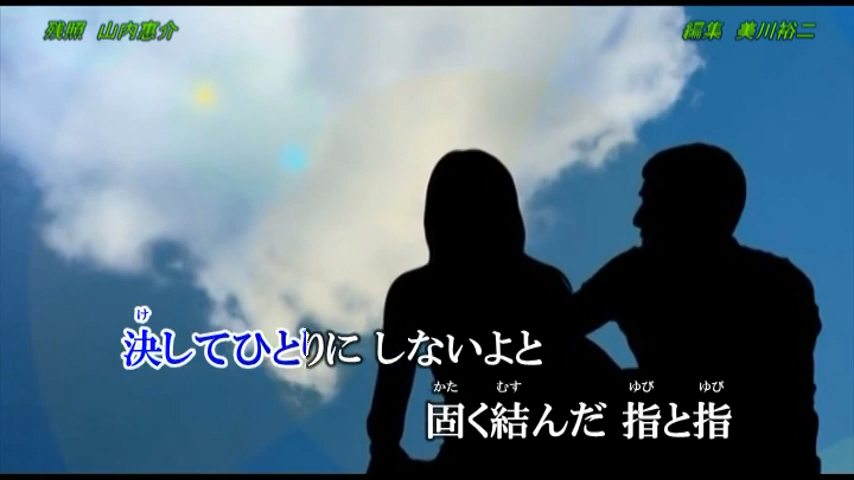 残照 山内惠介
編集 美川裕二
け
決してひとりに しないよと
かた むす ゆび ゆび
固く結んだ 指と指